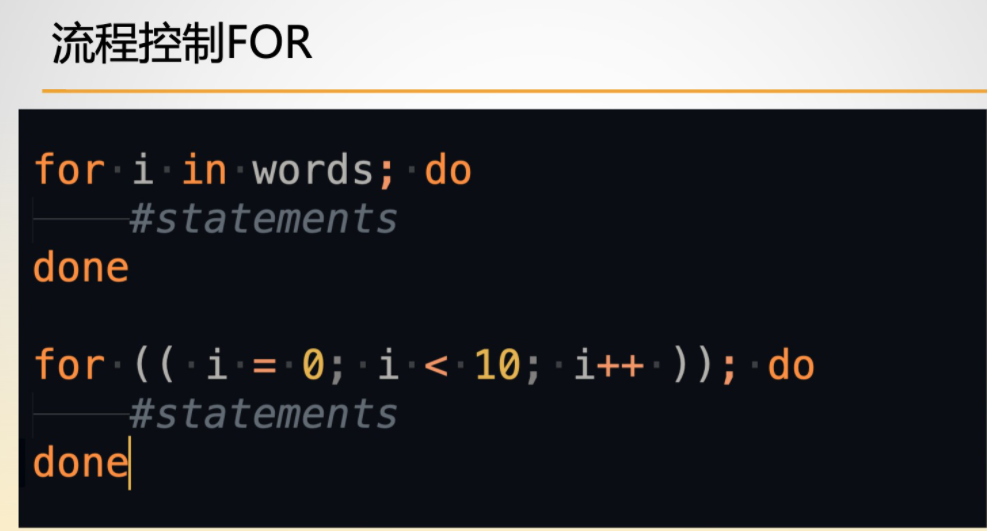 流程控制FOR
for i in words; do
#statements
done
for (( i = 0; i < 10; i++ )); do
#statements
done